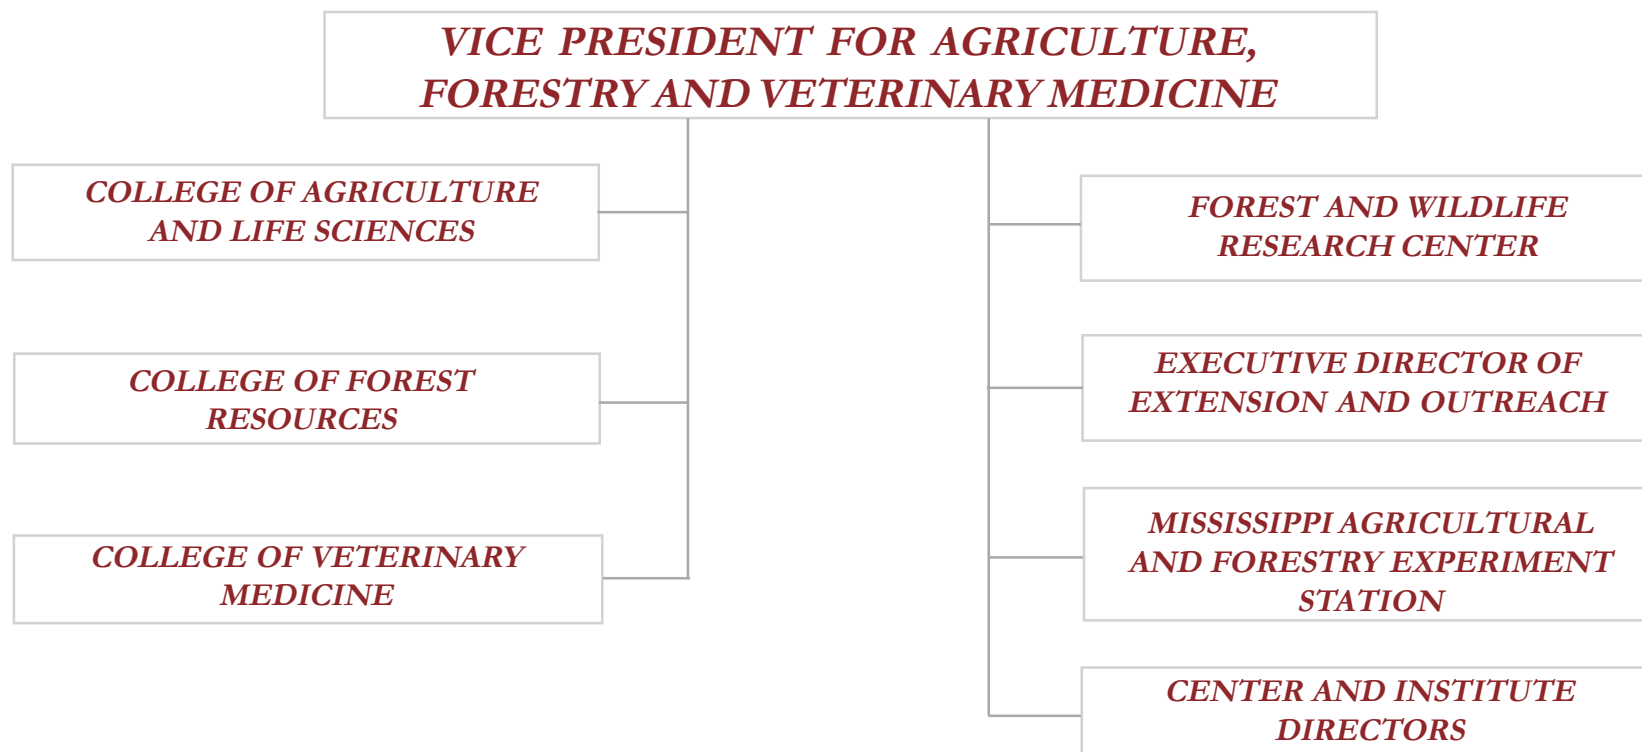 VICE PRESIDENT FOR AGRICULTURE,
FORESTRY AND VETERINARY MEDICINE
COLLEGE OF AGRICULTURE
AND LIFE SCIENCES
COLLEGE OF FOREST
RESOURCES
COLLEGE OF VETERINARY
MEDICINE
FOREST AND WILDLIFE
RESEARCH CENTER
EXECUTIVE DIRECTOR OF
EXTENSION AND OUTREACH
MISSISSIPPI AGRICULTURAL
AND FORESTRY EXPERIMENT
STATION
CENTER AND INSTITUTE
DIRECTORS